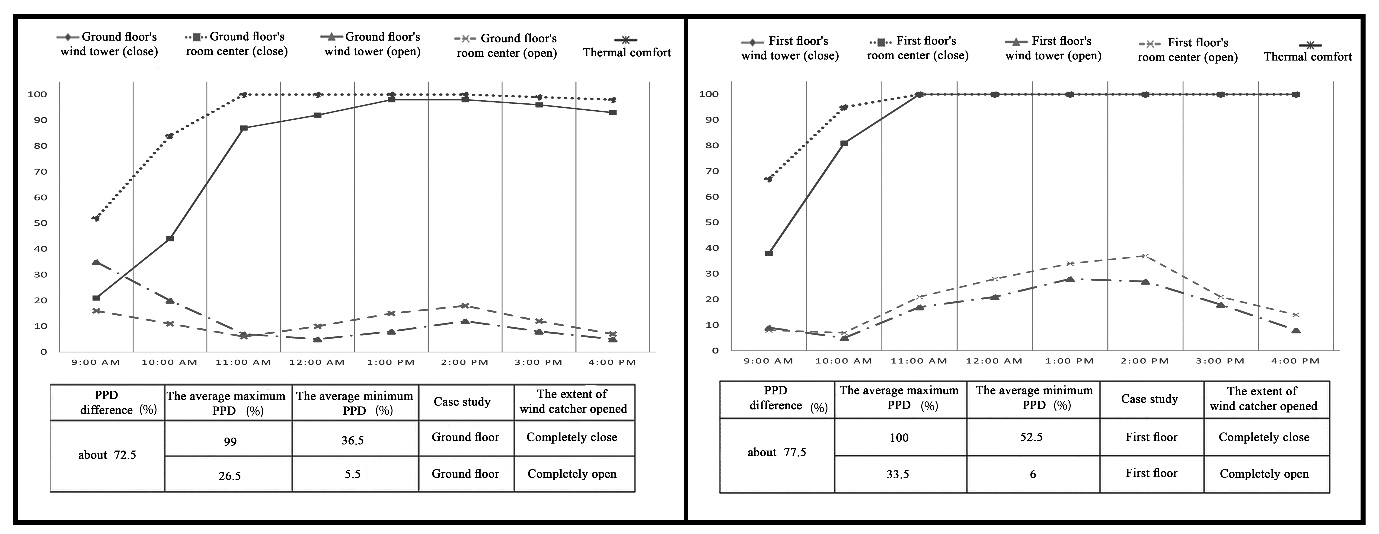 Ground floor's
wind tower (close)
Ground floor's
room center (close)
Ground floor's
wind tower (open)
Ground floor's
room center (open)
Thermal comfort
100
90
80
70
60
50
40
30
20
10
0
9:00 AM 10:00 AM 11:00 AM 12:00 AM 1:00 PM 2:00 PM 3:00 PM 4:00 PM
PPD
difference (%)
The average maximum
PPD (%)
The average minimum
PPD (%)
Case study
The extent of
wind catcher opened
about 72.5
99 36.5 Ground floor Completely close
26.5 5.5 Ground floor Completely open
First floor's
wind tower (close)
First floor's
room center (close)
First floor's
wind tower (open)
First floor's
room center (open)
Thermal comfort
100
90
80
70
60
50
40
30
20
10
0
9:00 AM 10:00 AM 11:00 AM 12:00 AM 1:00 PM 2:00 PM 3:00 PM 4:00 PM
PPD
difference (%)
The average maximum
PPD (%)
The average minimum
PPD (%)
Case study
The extent of
wind catcher opened
about 77,5
100 52.5 First floor Completely close
33,5 6 First floor Completely open